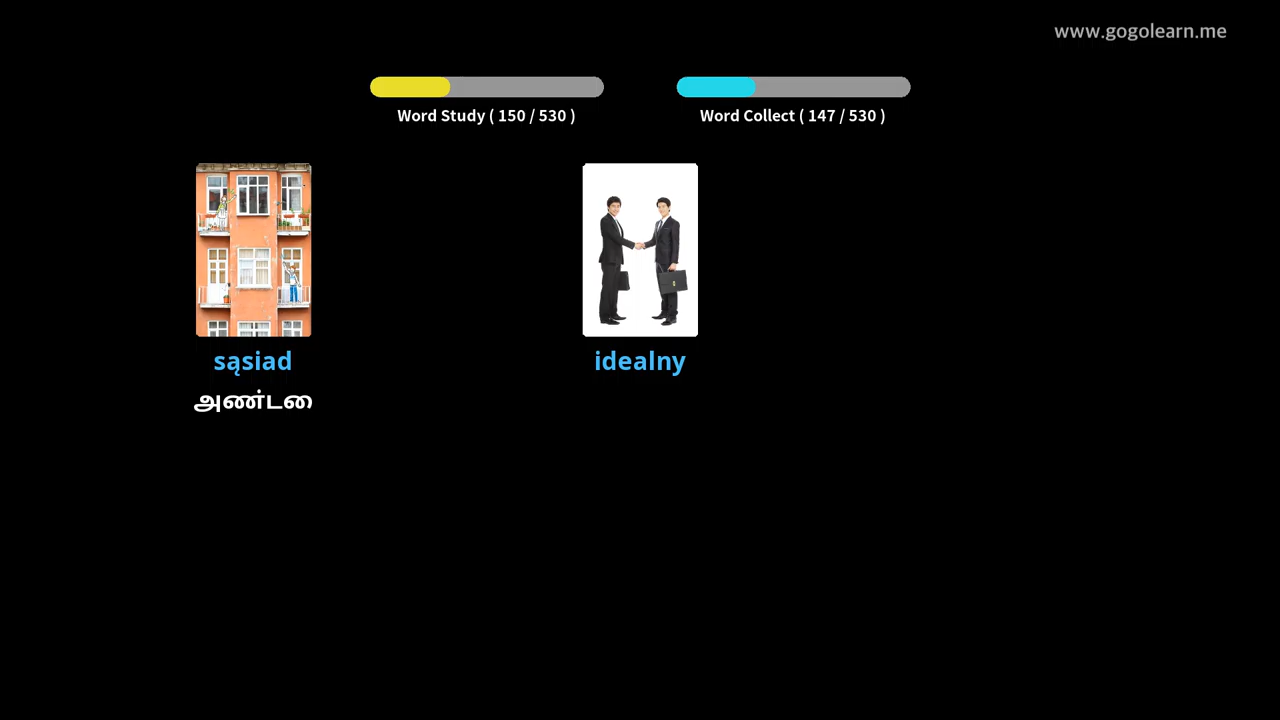 www.gogolearn.me
Word Study ( 150 / 530 )
Word Collect ( 147 / 530 )
sąsiad
idealny
அண்டை